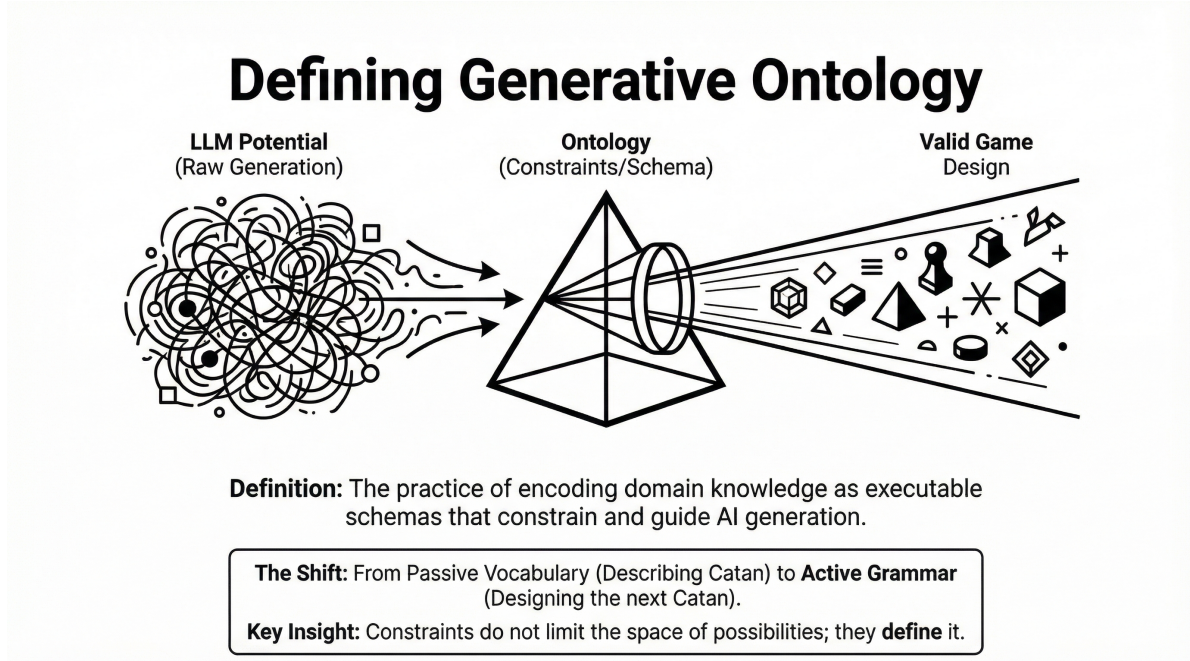 Defining Generative Ontology
LLM Potential
(Raw Generation)
Ontology
(Constraints/Schema)
Valid Game
Design
Definition: The practice of encoding domain knowledge as executable
schemas that constrain and guide AI generation.
The Shift: From Passive Vocabulary (Describing Catan) to Active Grammar
(Designing the next Catan).
Key Insight: Constraints do not limit the space of possibilities; they define it.